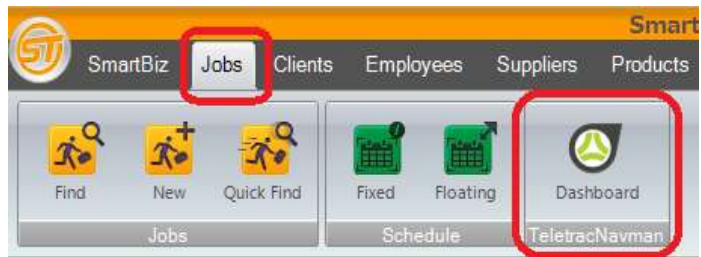 Smart
ST SmartBiz Jobs Clients Employees Suppliers Products
Find New Quick Find Fixed Floating Dashboard
Jobs Schedule TeletracNavman